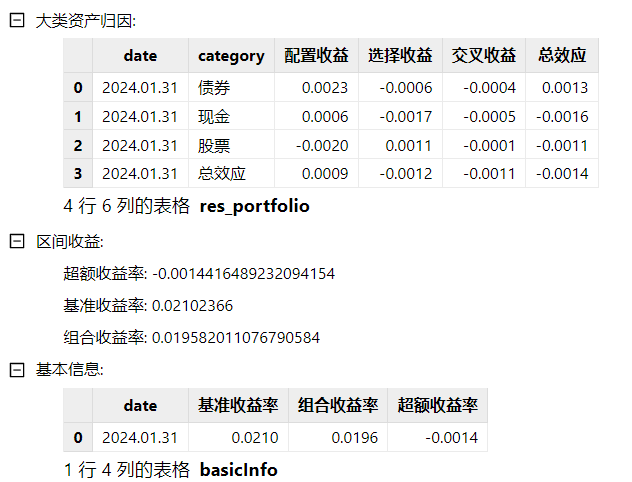 大类资产归因:
date category 配置收益 选择收益 交叉收益 总效应
0 2024.01.31 债券 0.0023 -0.0006 -0.0004 0.0013
1 2024.01.31 现金 0.0006 -0.0017 -0.0005 -0.0016
2 2024.01.31 股票 -0.0020 0.0011 -0.0001 -0.0011
3 2024.01.31 总效应 0.0009 -0.0012 -0.0011 -0.0014
4 行 6 列的表格 res_portfolio
区间收益:
超额收益率: -0.0014416489232094154
基准收益率: 0.02102366
组合收益率: 0.019582011076790584
基本信息:
date 基准收益率 组合收益率 超额收益率
0 2024.01.31 0.0210 0.0196 -0.0014
1 行 4 列的表格 basicInfo